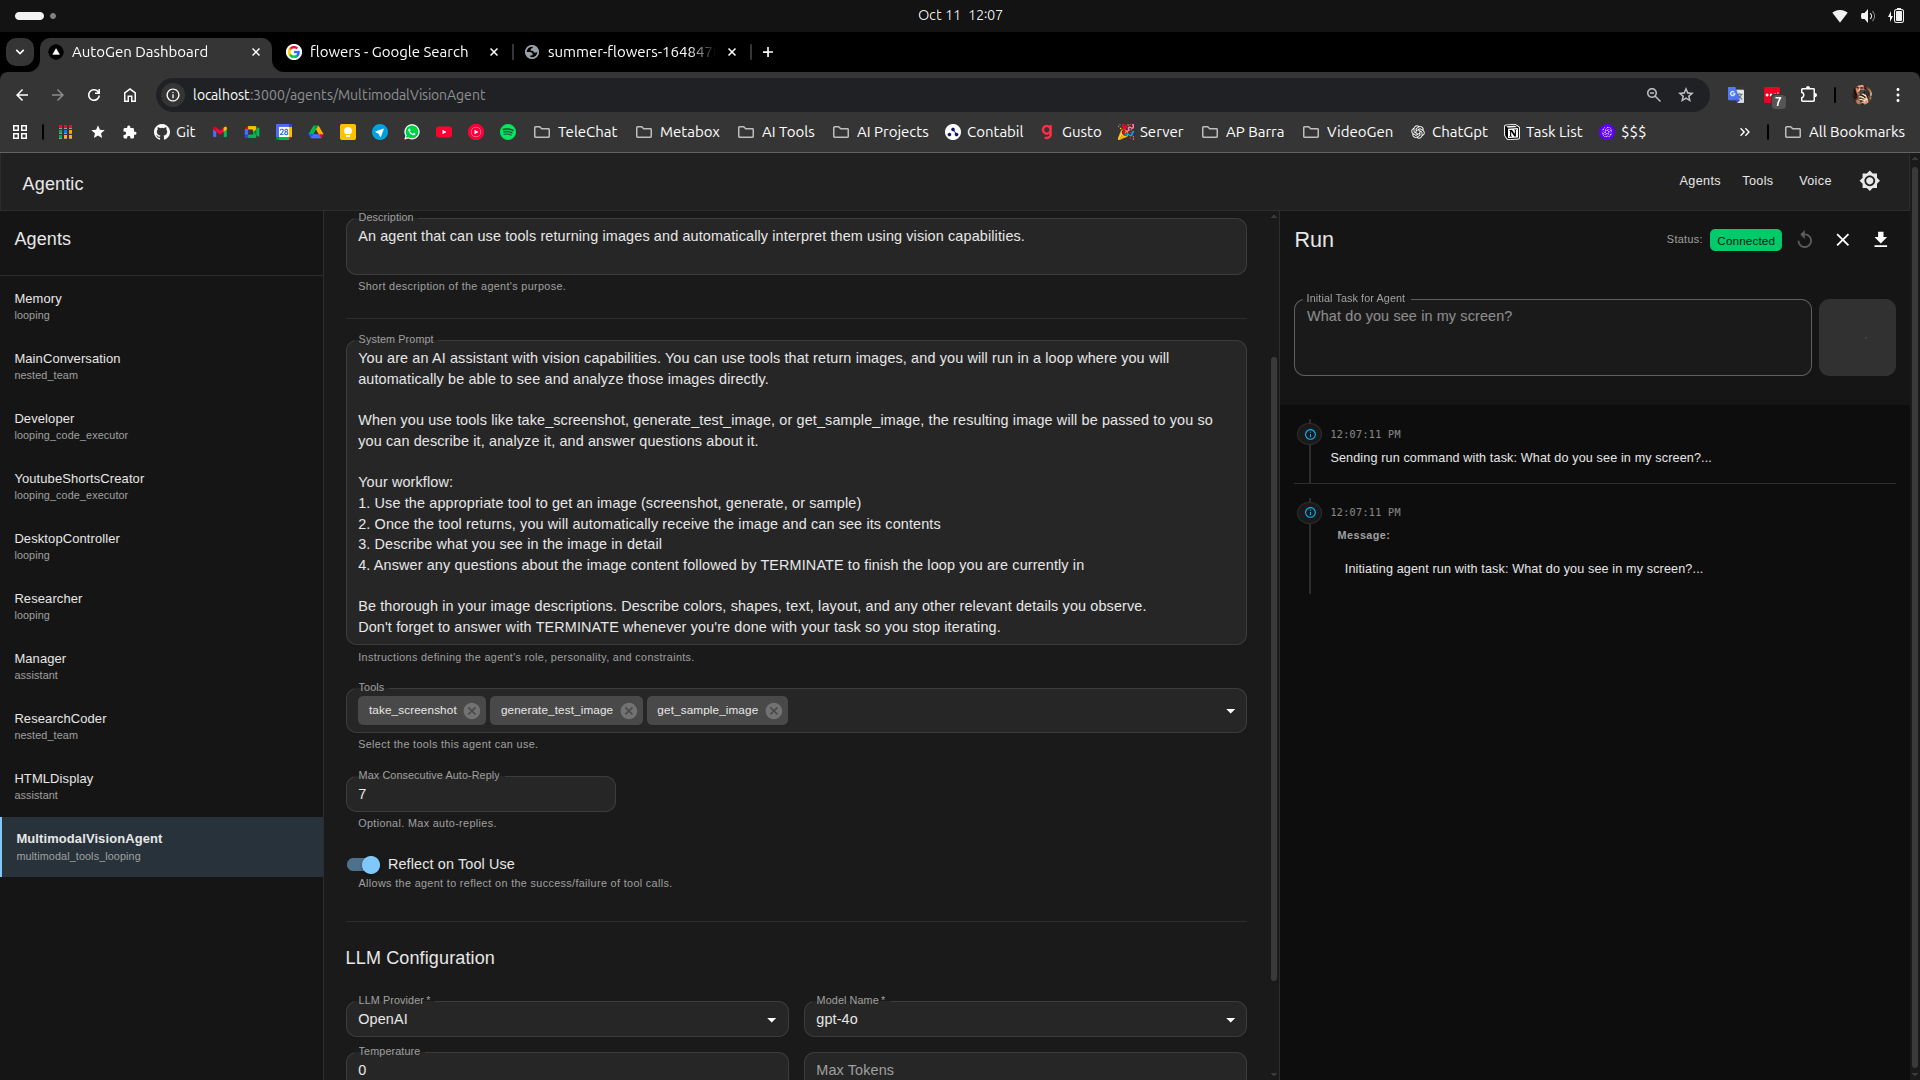 Oct 11 12:07
AutoGen Dashboard
flowers - Google Search
summer-flowers-164847
localhost:3000/agents/MultimodalVisionAgent
7
Git
28
TeleChat
Metabox
AI Tools
AI Projects
Contabil
Gusto
Server
AP Barra
VideoGen
ChatGpt
Task List
$$$
All Bookmarks
Agentic
Agents
Tools
Voice
Agents
Memory
looping
MainConversation
nested_team
Developer
looping_code_executor
YoutubeShortsCreator
looping_code_executor
DesktopController
looping
Researcher
looping
Manager
assistant
ResearchCoder
nested_team
HTMLDisplay
assistant
MultimodalVisionAgent
multimodal_tools_looping
Description
An agent that can use tools returning images and automatically interpret them using vision capabilities.
Short description of the agent's purpose.
System Prompt
You are an AI assistant with vision capabilities. You can use tools that return images, and you will run in a loop where you will
automatically be able to see and analyze those images directly.
When you use tools like take_screenshot, generate_test_image, or get_sample_image, the resulting image will be passed to you so
you can describe it, analyze it, and answer questions about it.
Your workflow:
1. Use the appropriate tool to get an image (screenshot, generate, or sample)
2. Once the tool returns, you will automatically receive the image and can see its contents
3. Describe what you see in the image in detail
4. Answer any questions about the image content followed by TERMINATE to finish the loop you are currently in
Be thorough in your image descriptions. Describe colors, shapes, text, layout, and any other relevant details you observe.
Don't forget to answer with TERMINATE whenever you're done with your task so you stop iterating.
Instructions defining the agent's role, personality, and constraints.
Tools
take_screenshot
generate_test_image
get_sample_image
Select the tools this agent can use.
Max Consecutive Auto-Reply
7
Optional. Max auto-replies.
Reflect on Tool Use
Allows the agent to reflect on the success/failure of tool calls.
LLM Configuration
LLM Provider *
OpenAI
Model Name *
gpt-4o
Temperature
0
Max Tokens
Run
Status:
Connected
Initial Task for Agent
What do you see in my screen?
12:07:11 PM
Sending run command with task: What do you see in my screen?...
12:07:11 PM
Message:
Initiating agent run with task: What do you see in my screen?...